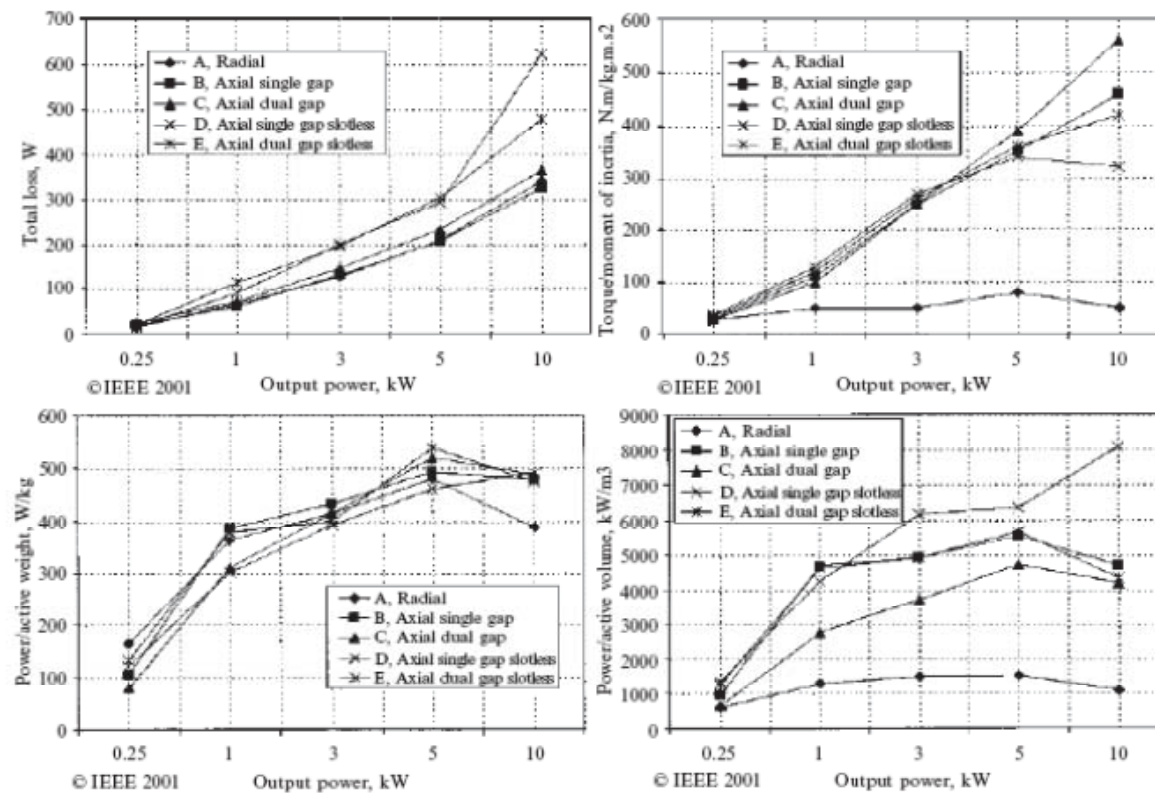 Total loss, W
700
600
500
400
300
200
100
0
A, Radial
B, Axial single gap
C, Axial dual gap
D, Axial single gap slotless
E, Axial dual gap slotless
0.25 1 3 5 10
© IEEE 2001 Output power, kW
Torque/moment of inertia, N.m/kg.m.s2
600
500
400
300
200
100
0
A, Radial
B, Axial single gap
C, Axial dual gap
D, Axial single gap slotless
E, Axial dual gap slotless
0.25 1 3 5 10
© IEEE 2001 Output power, kW
Power/active weight, W/kg
600
500
400
300
200
100
0
A, Radial
B, Axial single gap
C, Axial dual gap
D, Axial single gap slotless
E, Axial dual gap slotless
0.25 1 3 5 10
© IEEE 2001 Output power, kW
Power/active volume, kW/m3
9000
8000
7000
6000
5000
4000
3000
2000
1000
0
A, Radial
B, Axial single gap
C, Axial dual gap
D, Axial single gap slotless
E, Axial dual gap slotless
0.25 1 3 5 10
© IEEE 2001 Output power, kW